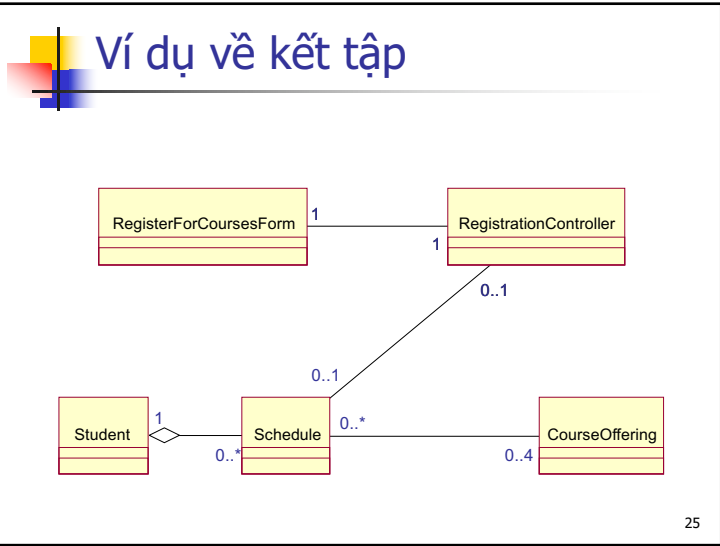 Ví dụ về kết tập
RegisterForCoursesForm
1
1
RegistrationController
0..1
0..1
Student
1
0..*
Schedule
0..*
0..4
CourseOffering
25